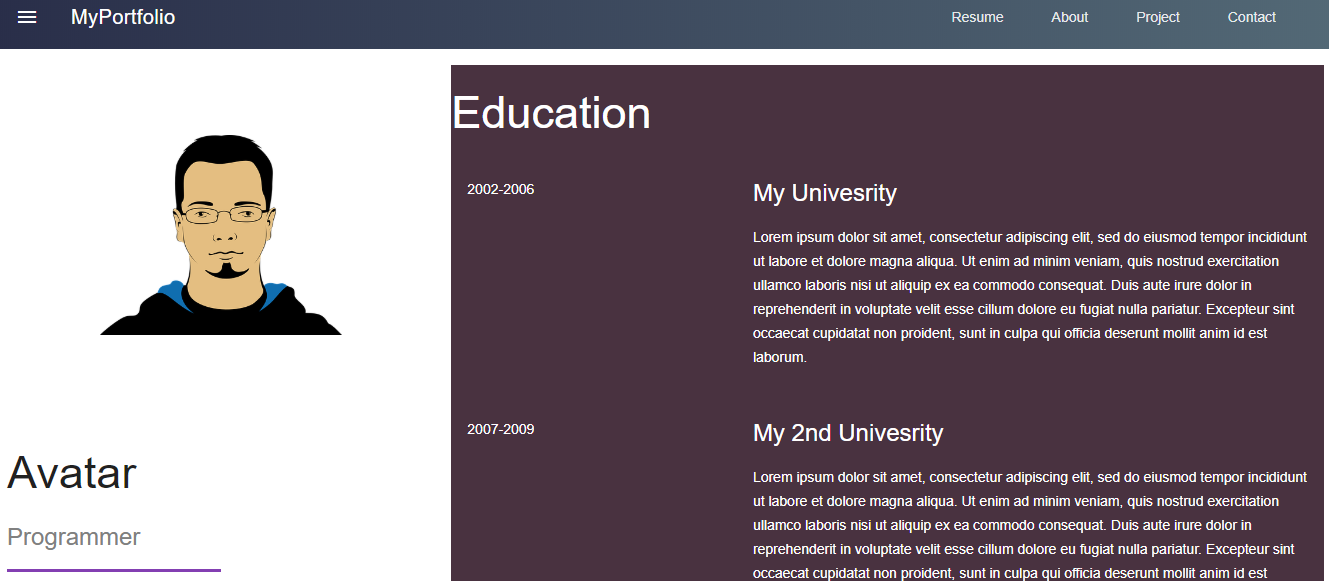 MyPortfolio
Resume About Project Contact
Avatar
Programmer
Education
2002-2006
My Univesrity
Lorem ipsum dolor sit amet, consectetur adipiscing elit, sed do eiusmod tempor incididunt
ut labore et dolore magna aliqua. Ut enim ad minim veniam, quis nostrud exercitation
ullamco laboris nisi ut aliquip ex ea commodo consequat. Duis aute irure dolor in
reprehenderit in voluptate velit esse cillum dolore eu fugiat nulla pariatur. Excepteur sint
occaecat cupidatat non proident, sunt in culpa qui officia deserunt mollit anim id est
laborum.
2007-2009
My 2nd Univesrity
Lorem ipsum dolor sit amet, consectetur adipiscing elit, sed do eiusmod tempor incididunt
ut labore et dolore magna aliqua. Ut enim ad minim veniam, quis nostrud exercitation
ullamco laboris nisi ut aliquip ex ea commodo consequat. Duis aute irure dolor in
reprehenderit in voluptate velit esse cillum dolore eu fugiat nulla pariatur. Excepteur sint
occaecat cupidatat non proident, sunt in culpa qui officia deserunt mollit anim id est